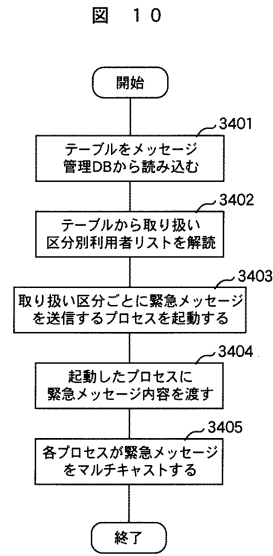 図 10
開始
3401
テーブルをメッセージ
管理DBから読み込む
3402
テーブルから取り扱い
区分別利用者リストを解読
3403
取り扱い区分ごとに緊急メッセージ
を送信するプロセスを起動する
3404
起動したプロセスに
緊急メッセージ内容を渡す
3405
各プロセスが緊急メッセージ
をマルチキャストする
終了